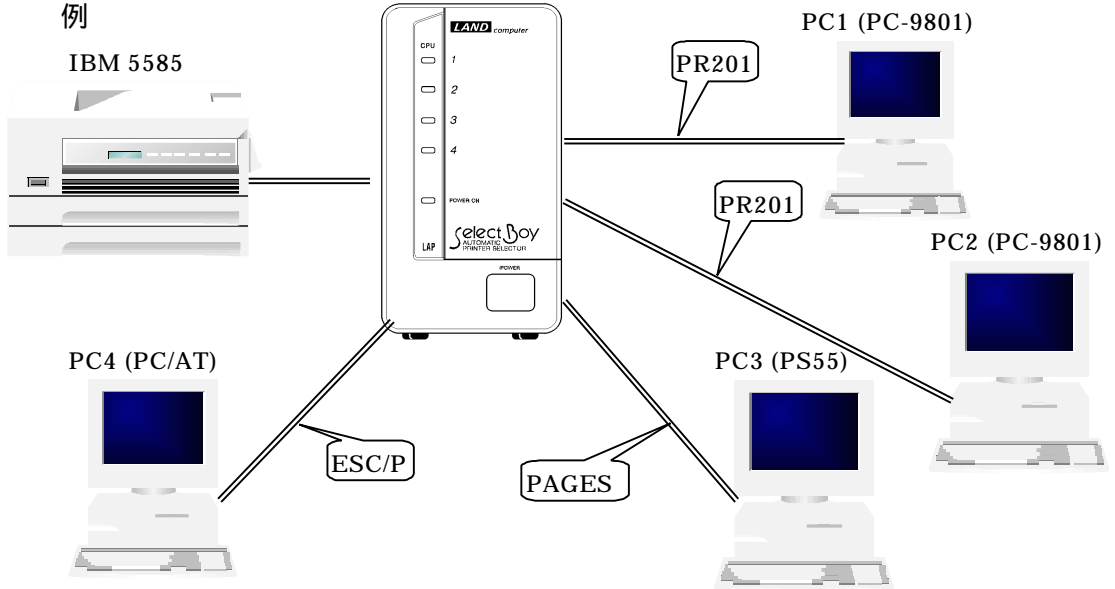 例
IBM 5585
LAND computer
CPU
1
2
3
4
POWER ON
LAP
Select Boy
AUTOMATIC
PRINTER SELECTOR
POWER
PR201
PC1 (PC-9801)
PR201
PC2 (PC-9801)
PC4 (PC/AT)
ESC/P
PAGES
PC3 (PS55)